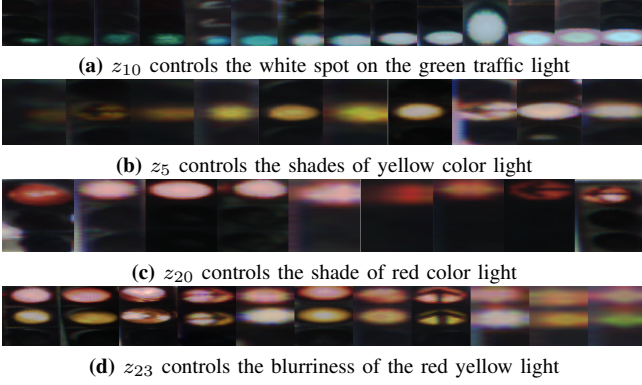 (a) z₁₀ controls the white spot on the green traffic light
(b) z₅ controls the shades of yellow color light
(c) z₂₀ controls the shade of red color light
(d) z₂₃ controls the blurriness of the red yellow light